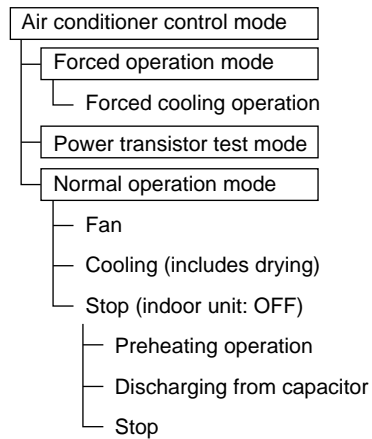 Air conditioner control mode
Forced operation mode
Forced cooling operation
Power transistor test mode
Normal operation mode
Fan
Cooling (includes drying)
Stop (indoor unit: OFF)
Preheating operation
Discharging from capacitor
Stop